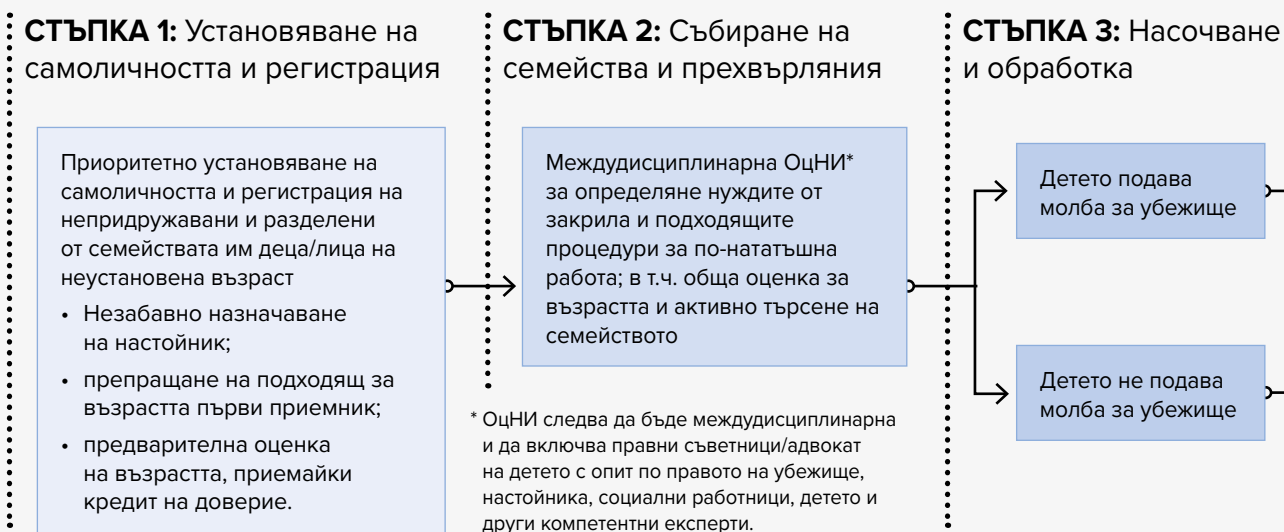 СТЪПКА 1: Установяване на
самоличността и регистрация
Приоритетно установяване на
самоличността и регистрация на
непридружавани и разделени
от семействата им деца/лица на
неустановена възраст
• Незабавно назначаване
на настойник;
• препращане на подходящ за
възрастта първи приемник;
• предварителна оценка
на възрастта, приемайки
кредит на доверие.
СТЪПКА 2: Събиране на
семейства и прехвърляния
Междудисциплинарна ОцНИ*
за определяне нуждите от
закрила и подходящите
процедури за по-нататъшна
работа; в т.ч. обща оценка за
възрастта и активно търсене на
семейството
* ОцНИ следва да бъде междудисциплинарна
и да включва правни съветници/адвокат
на детето с опит по правото на убежище,
настойника, социални работници, детето и
други компетентни експерти.
СТЪПКА 3: Насочване
и обработка
Детето подава
молба за убежище
Детето не подава
молба за убежище